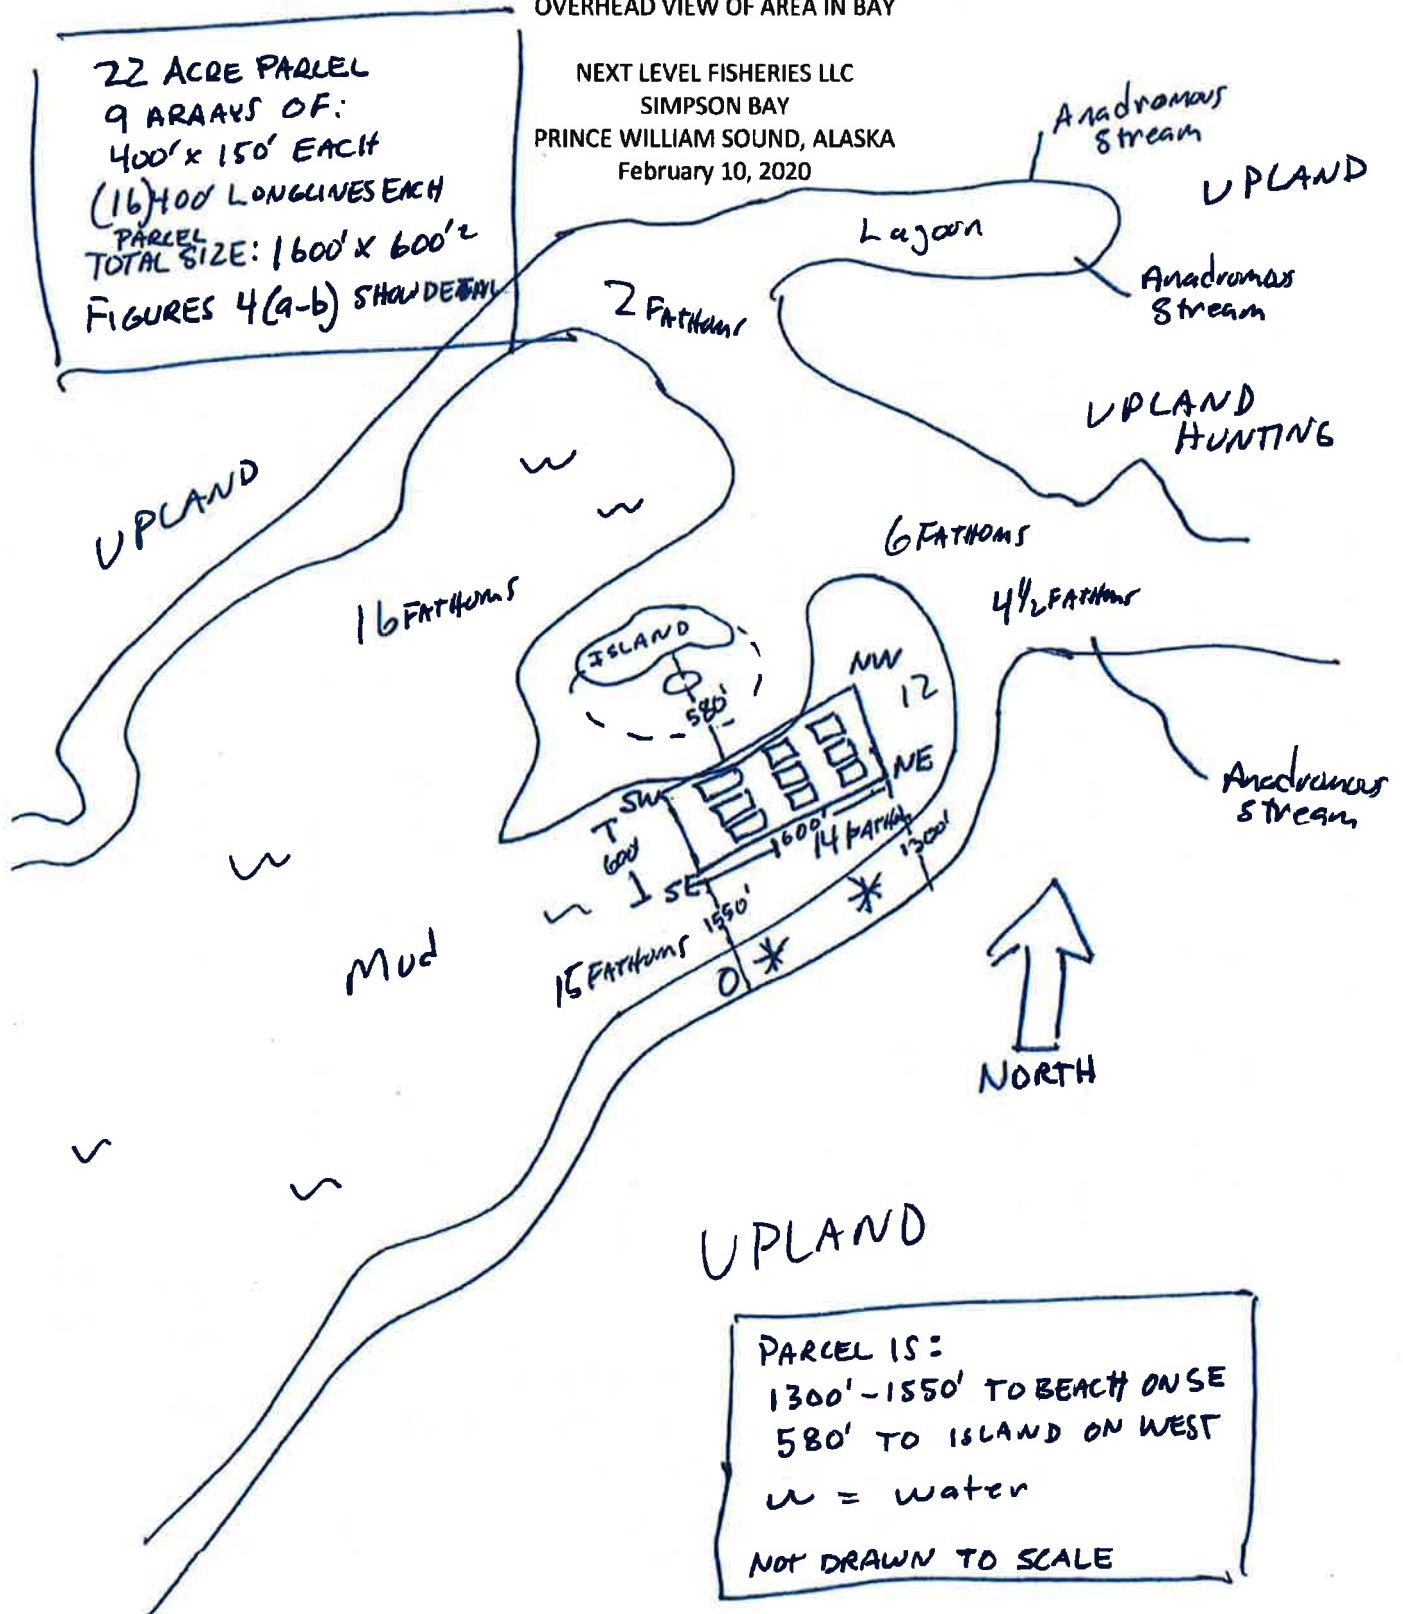 OVERHEAD VIEW OF AREA IN BAY
NEXT LEVEL FISHERIES LLC
SIMPSON BAY
PRINCE WILLIAM SOUND, ALASKA
February 10, 2020
22 ACRE PARCEL
9 ARAAYS OF:
400' x 150' EACH
(16) 400' LONGLINES EACH
PARCEL
TOTAL SIZE: 1600' x 600'²
FIGURES 4(a-b) SHOW DETAIL
Anadromous
Stream
UPLAND
Lagoon
Anadromous
Stream
2 FATHOMS
UPLAND
HUNTING
UPLAND
6 FATHOMS
4½ FATHOMS
16 FATHOMS
ISLAND
580'
NW
12
NE
SW
600'
SE
1600'
14 FATHOMS
1300'
1550'
15 FATHOMS
Anadromous
Stream
Mud
NORTH
UPLAND
PARCEL IS:
1300'-1550' TO BEACH ON SE
580' TO ISLAND ON WEST
w = water
NOT DRAWN TO SCALE